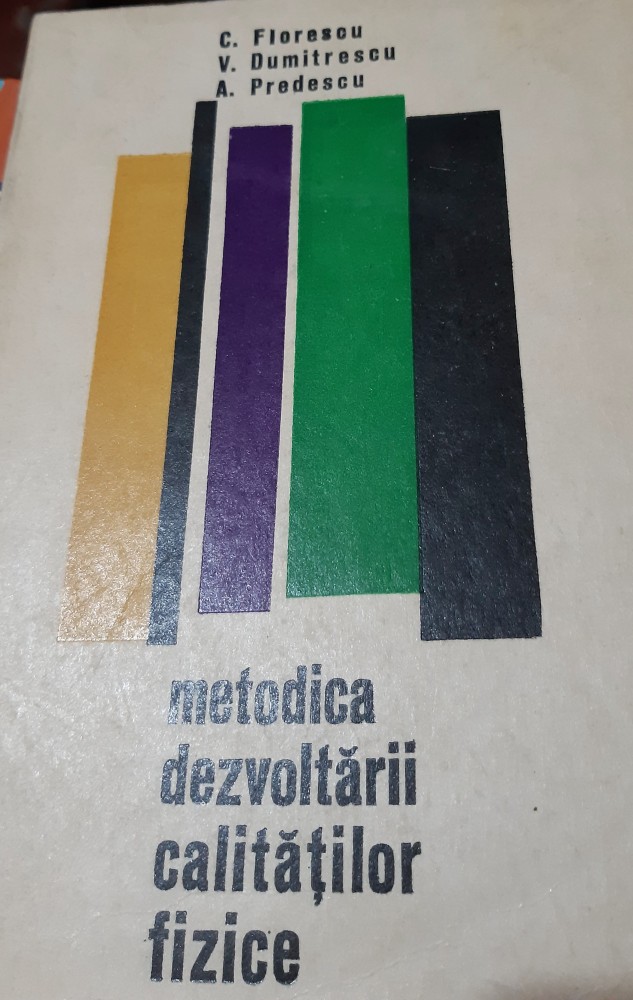 C. Florescu
V. Dumitrescu
A. Predescu
metodica
dezvoltării
calităților
fizice